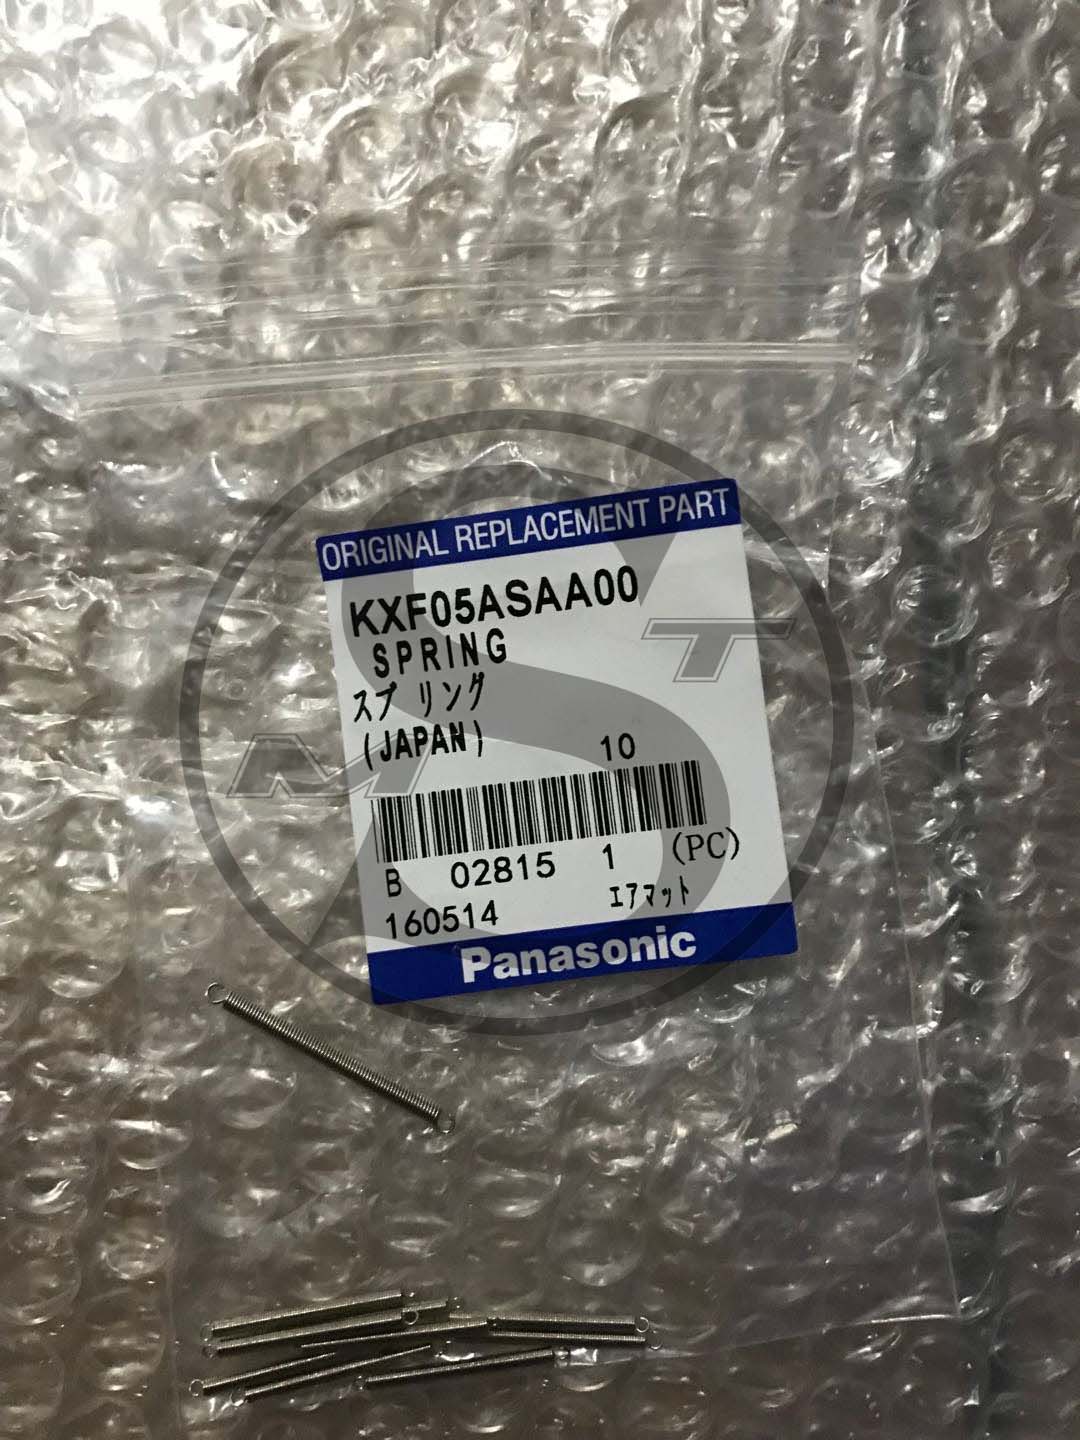 ORIGINAL REPLACEMENT PART
KXF05ASAA00
SPRING
スプリング
(JAPAN) 10
B 02815 1 (PC)
160514 エアマット
Panasonic
S
M
T